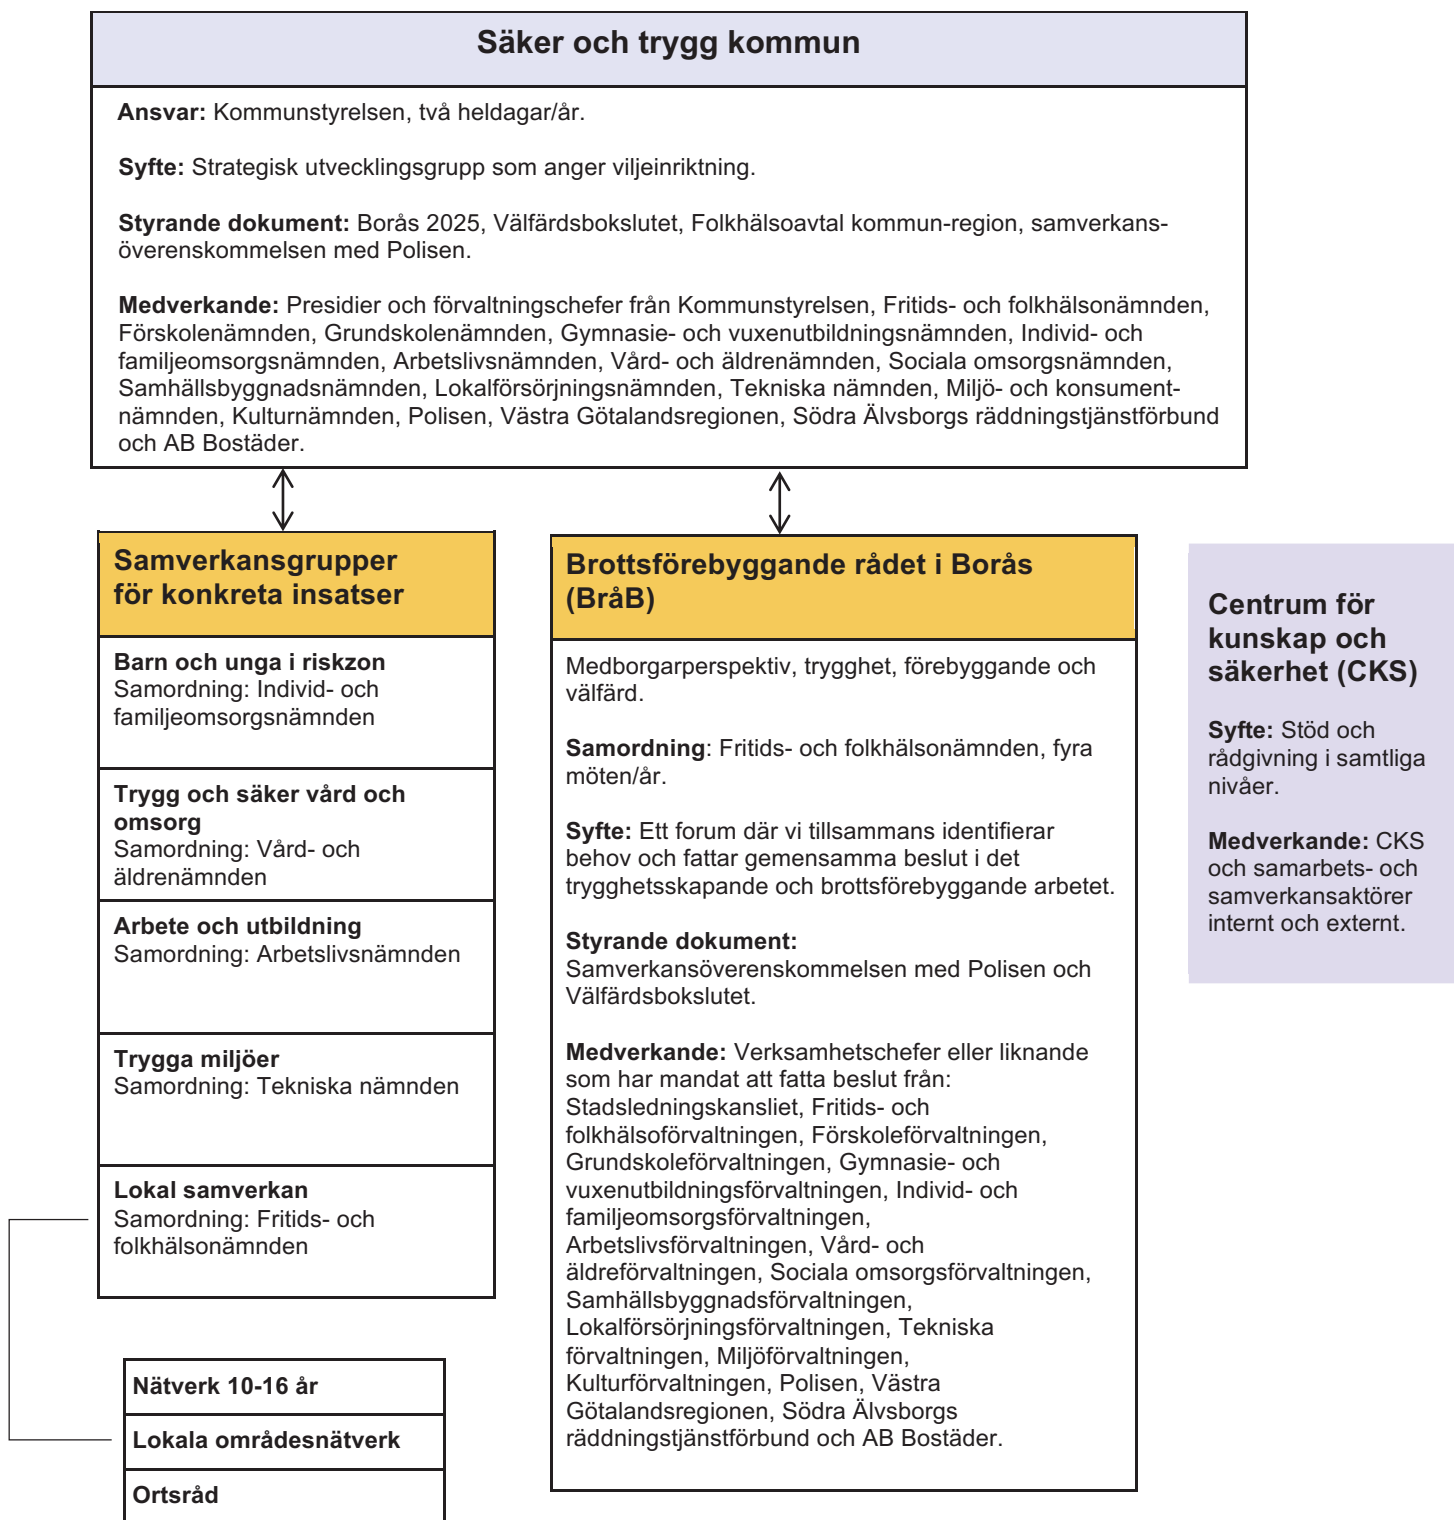 Säker och trygg kommun
Ansvar: Kommunstyrelsen, två heldagar/år.
Syfte: Strategisk utvecklingsgrupp som anger viljeinriktning.
Styrande dokument: Borås 2025, Välfärdsbokslutet, Folkhälsoavtal kommun-region, samverkans-
överenskommelsen med Polisen.
Medverkande: Presidier och förvaltningschefer från Kommunstyrelsen, Fritids- och folkhälsonämnden,
Förskolenämnden, Grundskolenämnden, Gymnasie- och vuxenutbildningsnämnden, Individ- och
familjeomsorgsnämnden, Arbetslivsnämnden, Vård- och äldrenämnden, Sociala omsorgsnämnden,
Samhällsbyggnadsnämnden, Lokalförsörjningsnämnden, Tekniska nämnden, Miljö- och konsument-
nämnden, Kulturnämnden, Polisen, Västra Götalandsregionen, Södra Älvsborgs räddningstjänstförbund
och AB Bostäder.
Samverkansgrupper
för konkreta insatser
Barn och unga i riskzon
Samordning: Individ- och
familjeomsorgsnämnden
Trygg och säker vård och
omsorg
Samordning: Vård- och
äldrenämnden
Arbete och utbildning
Samordning: Arbetslivsnämnden
Trygga miljöer
Samordning: Tekniska nämnden
Lokal samverkan
Samordning: Fritids- och
folkhälsonämnden
Nätverk 10-16 år
Lokala områdesnätverk
Ortsråd
Brottsförebyggande rådet i Borås
(BråB)
Medborgarperspektiv, trygghet, förebyggande och
välfärd.
Samordning: Fritids- och folkhälsonämnden, fyra
möten/år.
Syfte: Ett forum där vi tillsammans identifierar
behov och fattar gemensamma beslut i det
trygghetsskapande och brottsförebyggande arbetet.
Styrande dokument:
Samverkansöverenskommelsen med Polisen och
Välfärdsbokslutet.
Medverkande: Verksamhetschefer eller liknande
som har mandat att fatta beslut från:
Stadsledningskansliet, Fritids- och
folkhälsoförvaltningen, Förskoleförvaltningen,
Grundskoleförvaltningen, Gymnasie- och
vuxenutbildningsförvaltningen, Individ- och
familjeomsorgsförvaltningen,
Arbetslivsförvaltningen, Vård- och
äldreförvaltningen, Sociala omsorgsförvaltningen,
Samhällsbyggnadsförvaltningen,
Lokalförsörjningsförvaltningen, Tekniska
förvaltningen, Miljöförvaltningen,
Kulturförvaltningen, Polisen, Västra
Götalandsregionen, Södra Älvsborgs
räddningstjänstförbund och AB Bostäder.
Centrum för
kunskap och
säkerhet (CKS)
Syfte: Stöd och
rådgivning i samtliga
nivåer.
Medverkande: CKS
och samarbets- och
samverkansaktörer
internt och externt.